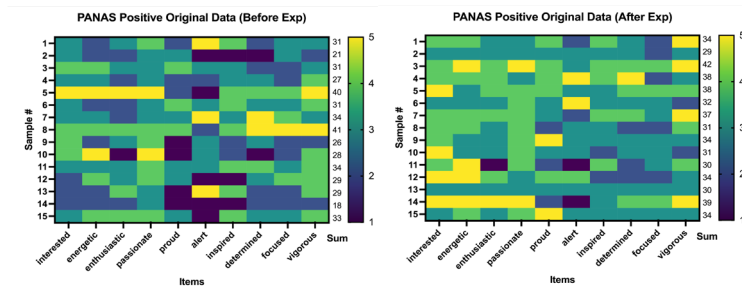 PANAS Positive Original Data (Before Exp)
Sample #
1
2
3
4
5
6
7
8
9
10
11
12
13
14
15
31
21
31
27
40
31
34
41
26
28
34
29
29
18
33
5
4
3
2
1
interested
energetic
enthusiastic
passionate
proud
alert
inspired
determined
focused
vigorous
Sum
Items
PANAS Positive Original Data (After Exp)
Sample #
1
2
3
4
5
6
7
8
9
10
11
12
13
14
15
34
29
42
38
38
32
37
31
34
31
30
34
30
39
34
interested
energetic
enthusiastic
passionate
proud
alert
inspired
determined
focused
vigorous
Sum
Items